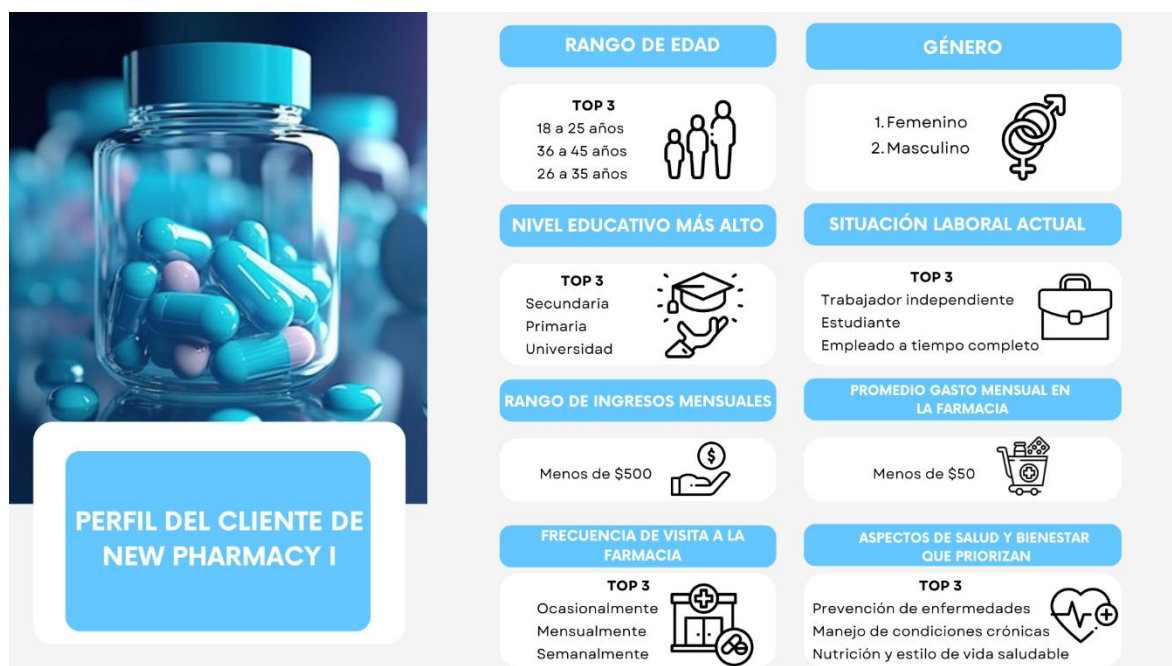 PERFIL DEL CLIENTE DE
NEW PHARMACY I
RANGO DE EDAD
TOP 3
18 a 25 años
36 a 45 años
26 a 35 años
GÉNERO
1. Femenino
2. Masculino
NIVEL EDUCATIVO MÁS ALTO
TOP 3
Secundaria
Primaria
Universidad
SITUACIÓN LABORAL ACTUAL
TOP 3
Trabajador independiente
Estudiante
Empleado a tiempo completo
RANGO DE INGRESOS MENSUALES
Menos de $500
PROMEDIO GASTO MENSUAL EN
LA FARMACIA
Menos de $50
FRECUENCIA DE VISITA A LA
FARMACIA
TOP 3
Ocasionalmente
Mensualmente
Semanalmente
ASPECTOS DE SALUD Y BIENESTAR
QUE PRIORIZAN
TOP 3
Prevención de enfermedades
Manejo de condiciones crónicas
Nutrición y estilo de vida saludable